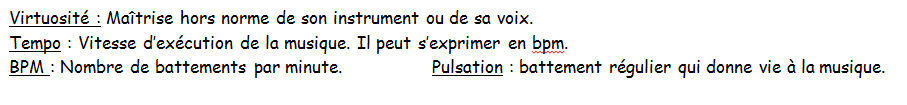 Virtuosité : Maîtrise hors norme de son instrument ou de sa voix.
Tempo : Vitesse d'exécution de la musique. Il peut s'exprimer en bpm.
BPM : Nombre de battements par minute. Pulsation : battement régulier qui donne vie à la musique.